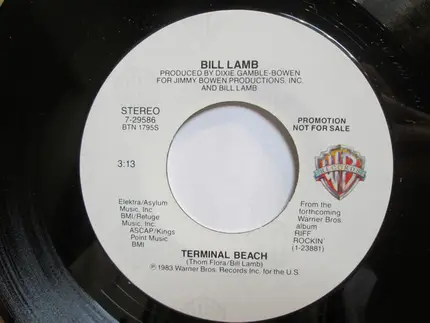 BILL LAMB
PRODUCED BY DIXIE GAMBLE-BOWEN
FOR JIMMY BOWEN PRODUCTIONS, INC.
AND BILL LAMB
STEREO
7-29586
BTN 1795S
PROMOTION
NOT FOR SALE
3:13
WB
RECORDS
Elektra/Asylum
Music, Inc.
BMI/Refuge
Music, Inc.
ASCAP/Kings
Point Music
BMI
From the
forthcoming
Warner Bros.
album
RIFF
ROCKIN'
(1-23881)
TERMINAL BEACH
(Thom Flora/Bill Lamb)
℗1983 Warner Bros. Records Inc. for the U.S.